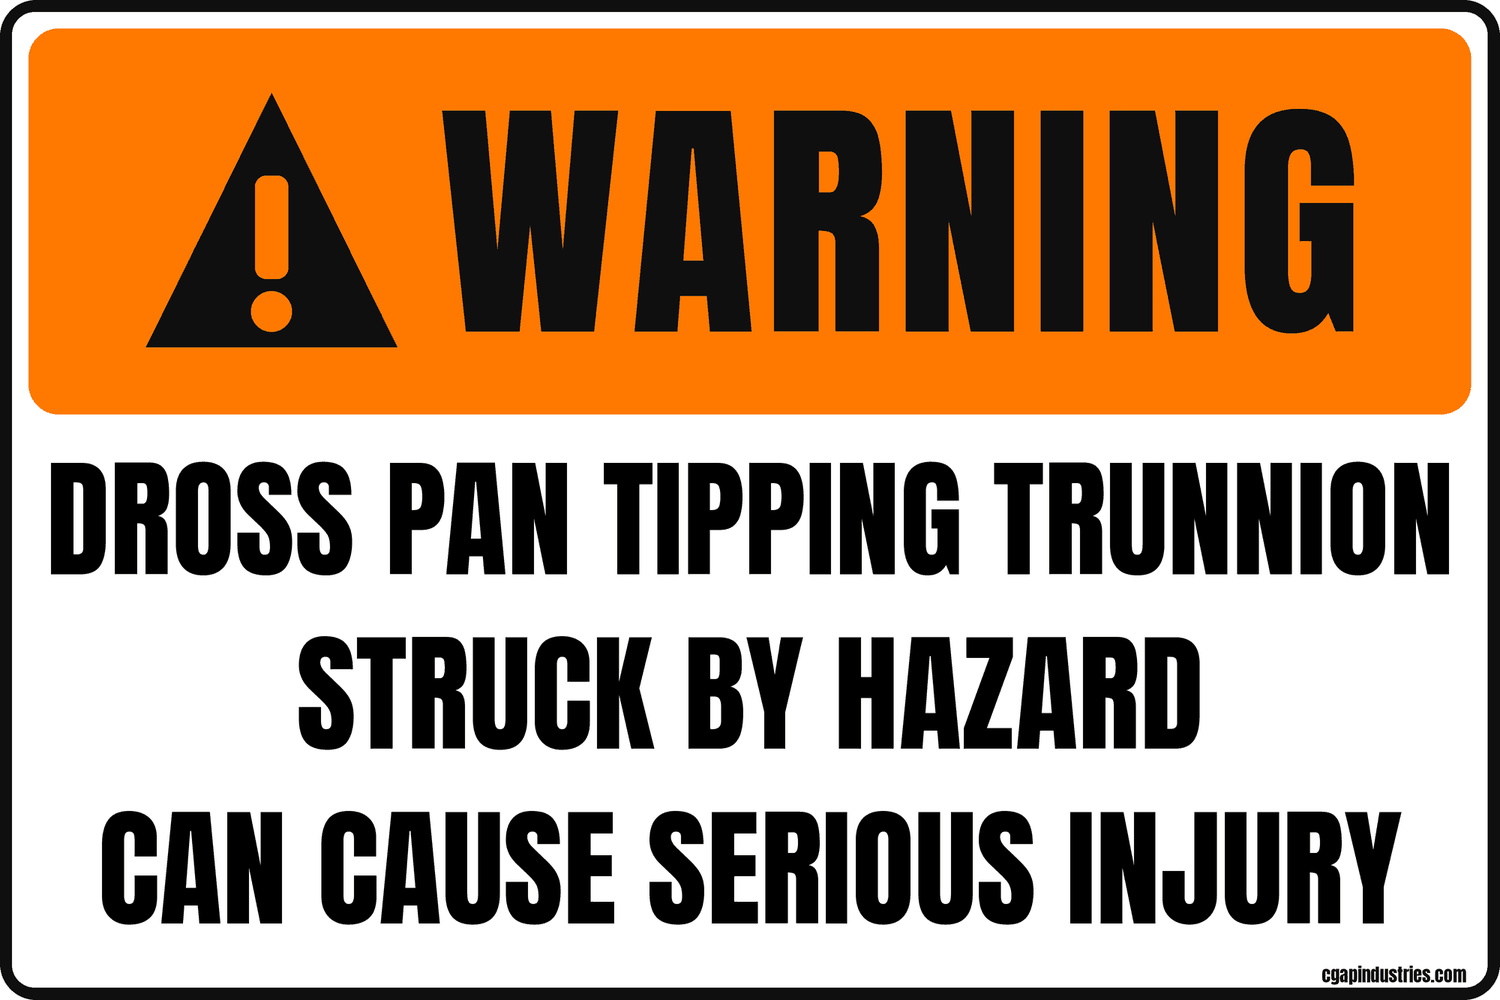 WARNING
DROSS PAN TIPPING TRUNNION
STRUCK BY HAZARD
CAN CAUSE SERIOUS INJURY
cgapindustries.com